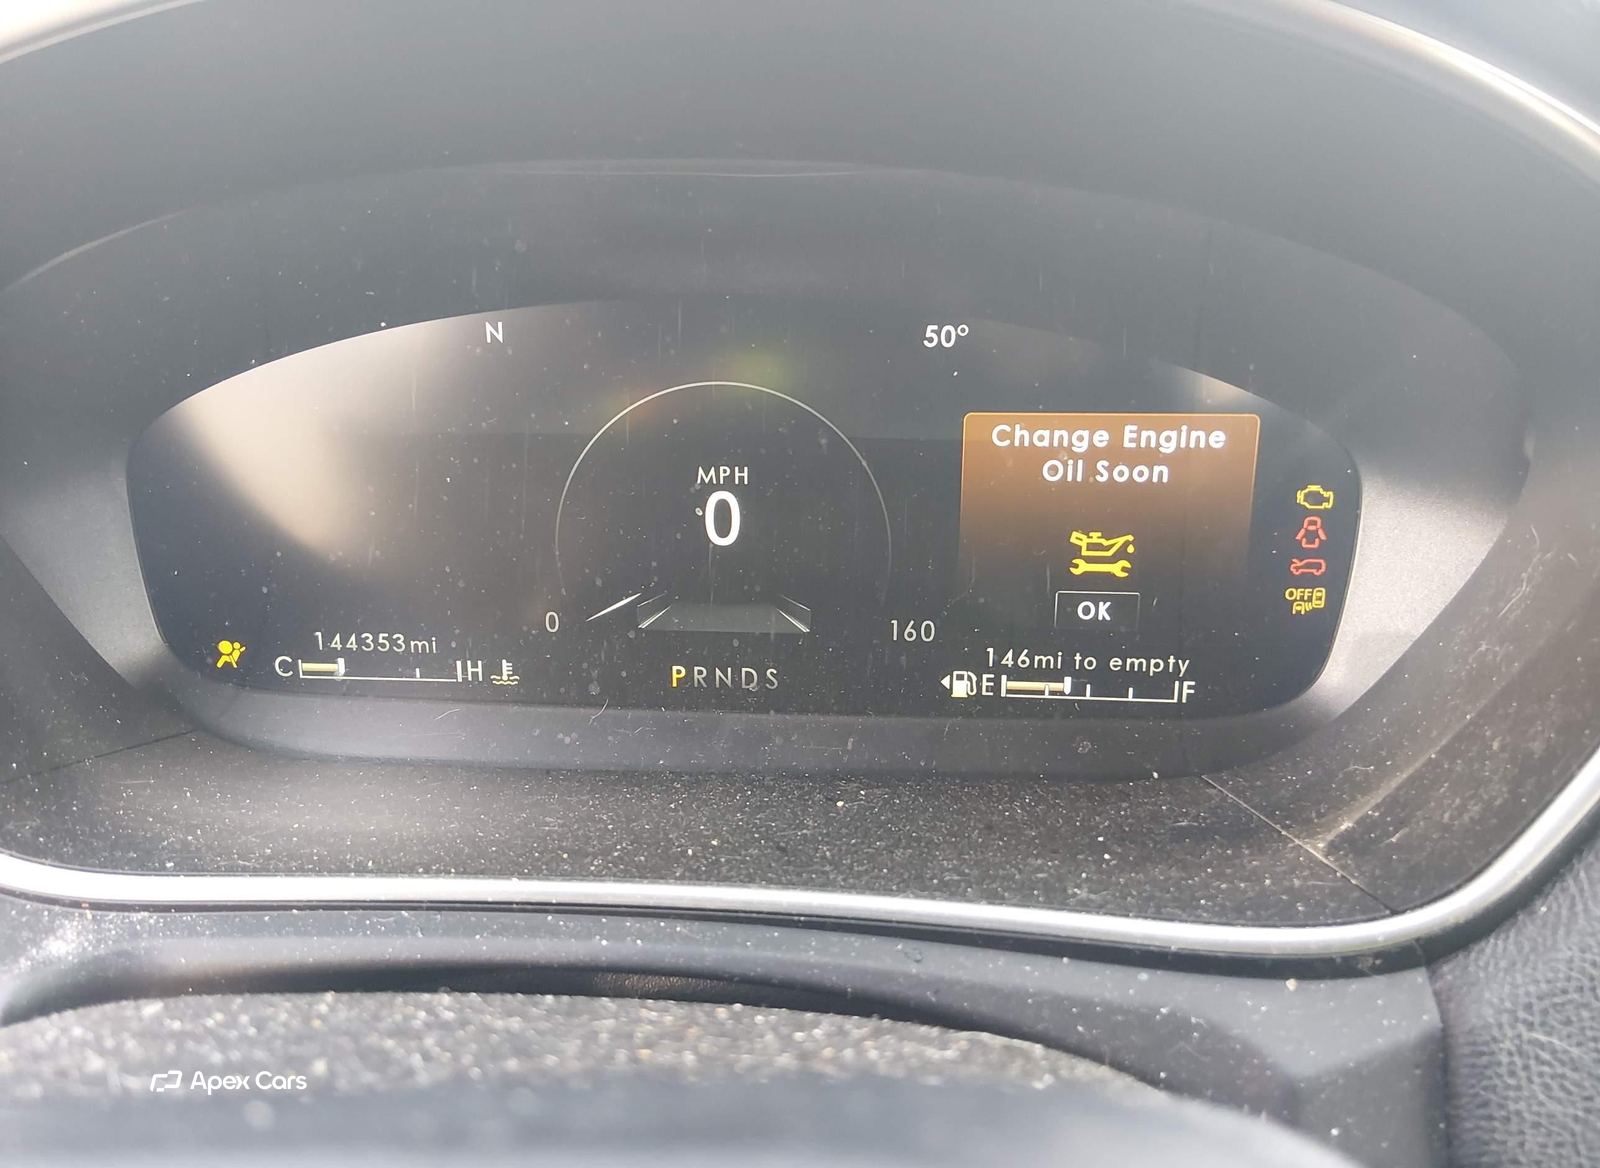 N
50°
Change Engine
Oil Soon
MPH
0
OK
OFF
0
160
144353mi
C
H
146mi to empty
E
F
PRNDS
Apex Cars